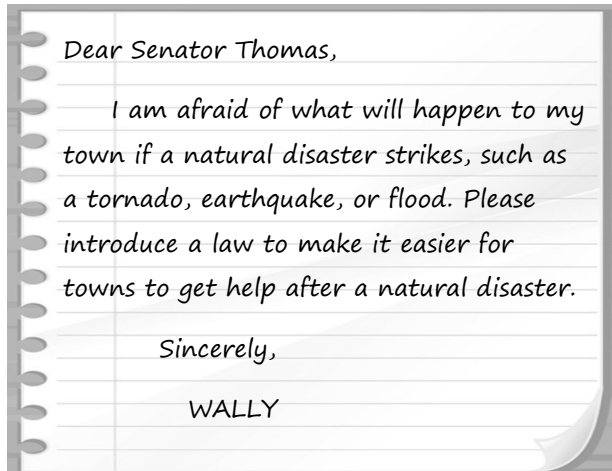 Dear Senator Thomas,
I am afraid of what will happen to my
town if a natural disaster strikes, such as
a tornado, earthquake, or flood. Please
introduce a law to make it easier for
towns to get help after a natural disaster.
Sincerely,
WALLY